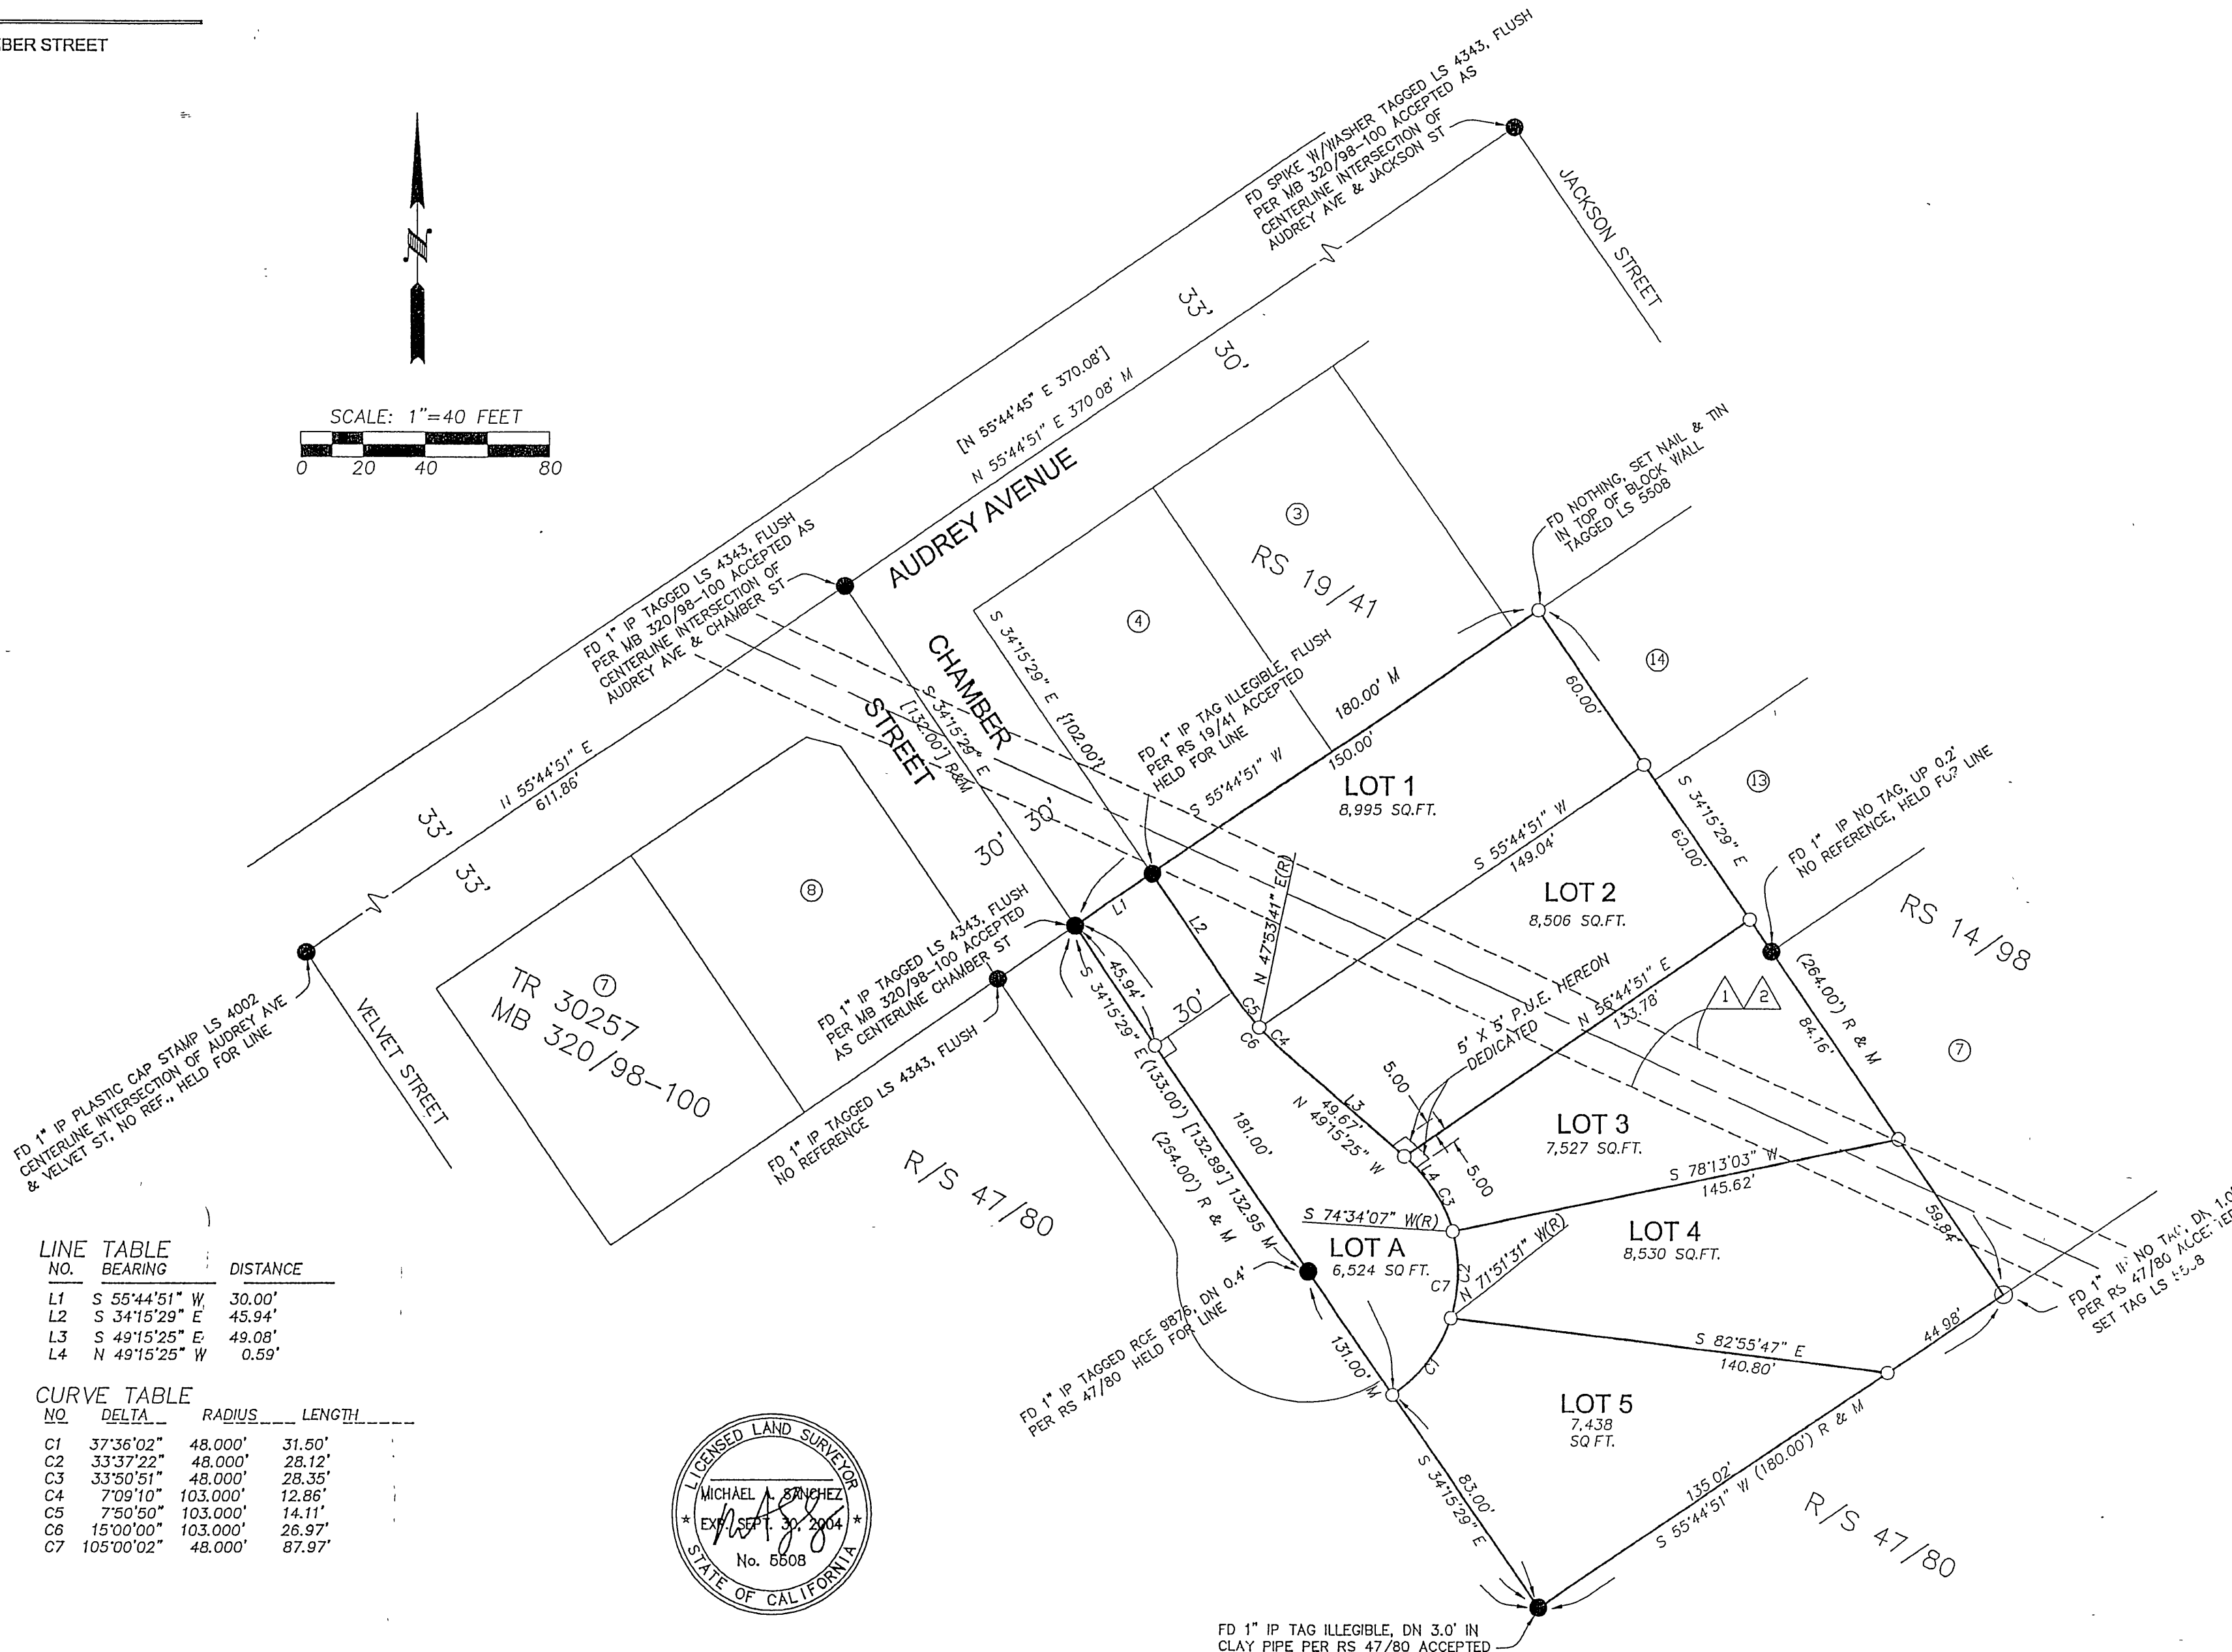 BER STREET
N
SCALE: 1"=40 FEET
0 20 40 80
FD SPIKE W/WASHER TAGGED LS 4343, FLUSH
PER MB 320/98-100 ACCEPTED AS
CENTERLINE INTERSECTION OF
AUDREY AVE & JACKSON ST
JACKSON STREET
33'
30'
[N 55°44'45" E 370.08']
N 55°44'51" E 370.08' M
AUDREY AVENUE
FD 1" IP TAGGED LS 4343, FLUSH
PER MB 320/98-100 ACCEPTED AS
CENTERLINE INTERSECTION OF
AUDREY AVE & CHAMBER ST
3
RS 19/41
4
FD NOTHING, SET NAIL & TIN
IN TOP OF BLOCK WALL
TAGGED LS 5508
14
CHAMBER
STREET
S 34°15'29" E
[132.00'] R&M
S 34°15'29" E {102.00'}
FD 1" IP TAG ILLEGIBLE, FLUSH
PER RS 19/41 ACCEPTED
HELD FOR LINE
180.00' M
S 55°44'51" W
150.00'
LOT 1
8,995 SQ.FT.
60.00'
13
S 34°15'29" E
60.00'
N 55°44'51" E
611.86'
33'
33'
30'
30'
8
7
TR 30257
MB 320/98-100
FD 1" IP PLASTIC CAP STAMP LS 4002
CENTERLINE INTERSECTION OF AUDREY AVE
& VELVET ST, NO REF., HELD FOR LINE
VELVET STREET
FD 1" IP TAGGED LS 4343, FLUSH
PER MB 320/98-100 ACCEPTED
AS CENTERLINE CHAMBER ST
FD 1" IP TAGGED LS 4343, FLUSH
NO REFERENCE
L1
L2
N 47°53'41" E(R)
S 55°44'51" W
149.04'
LOT 2
8,506 SQ.FT.
FD 1" IP NO TAG, UP 0.2'
NO REFERENCE, HELD FOR LINE
RS 14/98
45.94'
30'
C5
C6
C4
L3
49.67'
N 49°15'25" W
5' X 5' P.U.E. HEREON
DEDICATED
N 55°44'51" E
133.78'
1
2
(264.00') R & M
84.16'
7
5.00
5.00
L4
C3
LOT 3
7,527 SQ.FT.
S 78°13'03" W
145.62'
S 34°15'29" E (133.00') [132.89'] 132.95 M
181.00'
(254.00') R & M
R/S 47/80
S 74°34'07" W(R)
LOT A
6,524 SQ FT.
C7
C2
N 71°51'31" W(R)
LOT 4
8,530 SQ.FT.
59.84'
FD 1" IP NO TAG, DN 1.0'
PER RS 47/80
SET TAG LS
FD 1" IP TAGGED RCE 9876, DN 0.4'
PER RS 47/80 HELD FOR LINE
131.00' M
C1
S 82°55'47" E
140.80'
44.98'
LOT 5
7,438
SQ FT.
83.00'
S 34°15'29" E
135.02'
S 55°44'51" W (180.00') R & M
R/S 47/80
FD 1" IP TAG ILLEGIBLE, DN 3.0' IN
CLAY PIPE PER RS 47/80 ACCEPTED
LINE TABLE
NO. BEARING DISTANCE
L1 S 55°44'51" W 30.00'
L2 S 34°15'29" E 45.94'
L3 S 49°15'25" E 49.08'
L4 N 49°15'25" W 0.59'
CURVE TABLE
NO DELTA RADIUS LENGTH
C1 37°36'02" 48.000' 31.50'
C2 33°37'22" 48.000' 28.12'
C3 33°50'51" 48.000' 28.35'
C4 7°09'10" 103.000' 12.86'
C5 7°50'50" 103.000' 14.11'
C6 15°00'00" 103.000' 26.97'
C7 105°00'02" 48.000' 87.97'
LICENSED LAND SURVEYOR
MICHAEL A. SANCHEZ
EXP. SEPT. 30, 2004
No. 5508
STATE OF CALIFORNIA